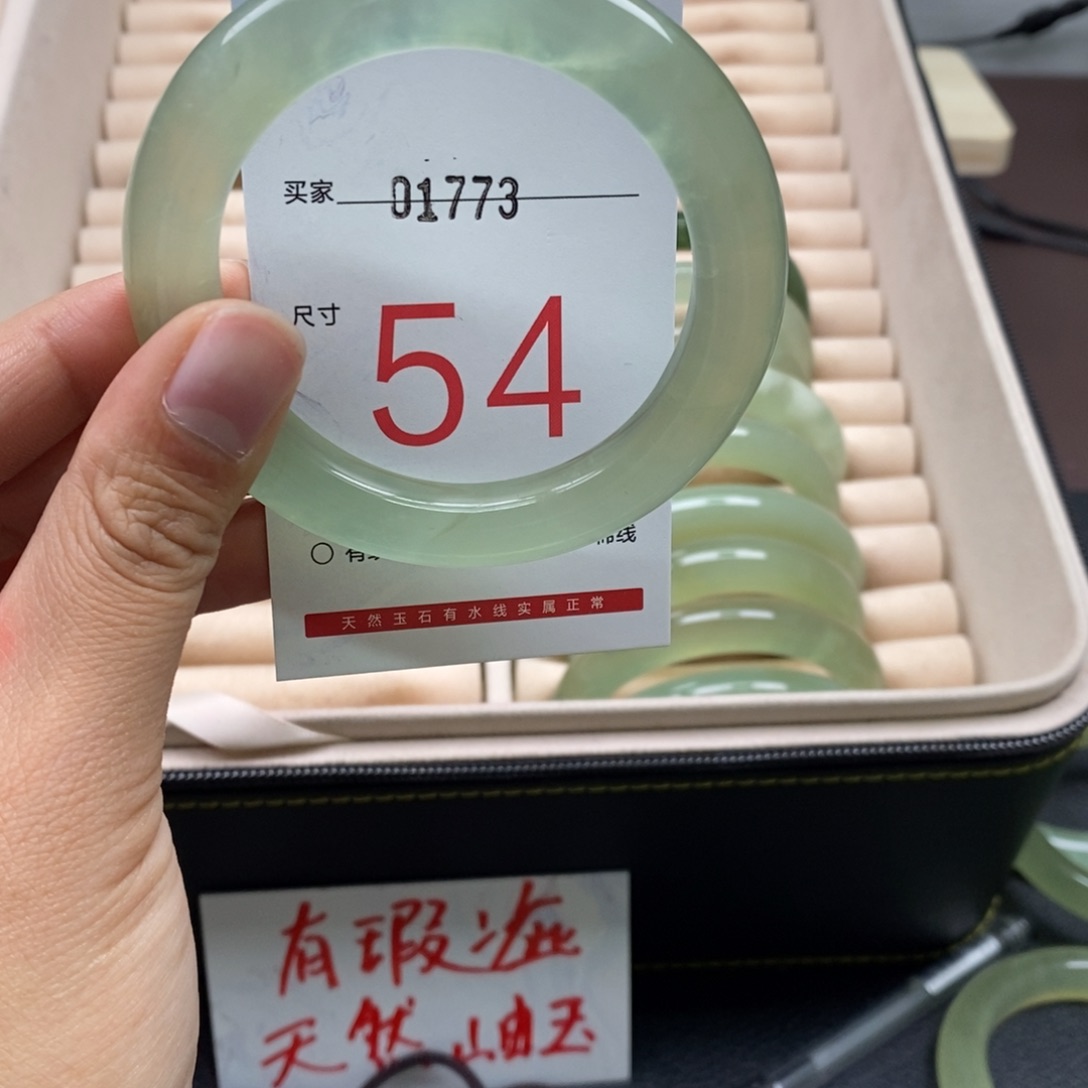 买家 01773
尺寸 54
天然玉石有水线实属正常
有瑕疵
天然岫玉